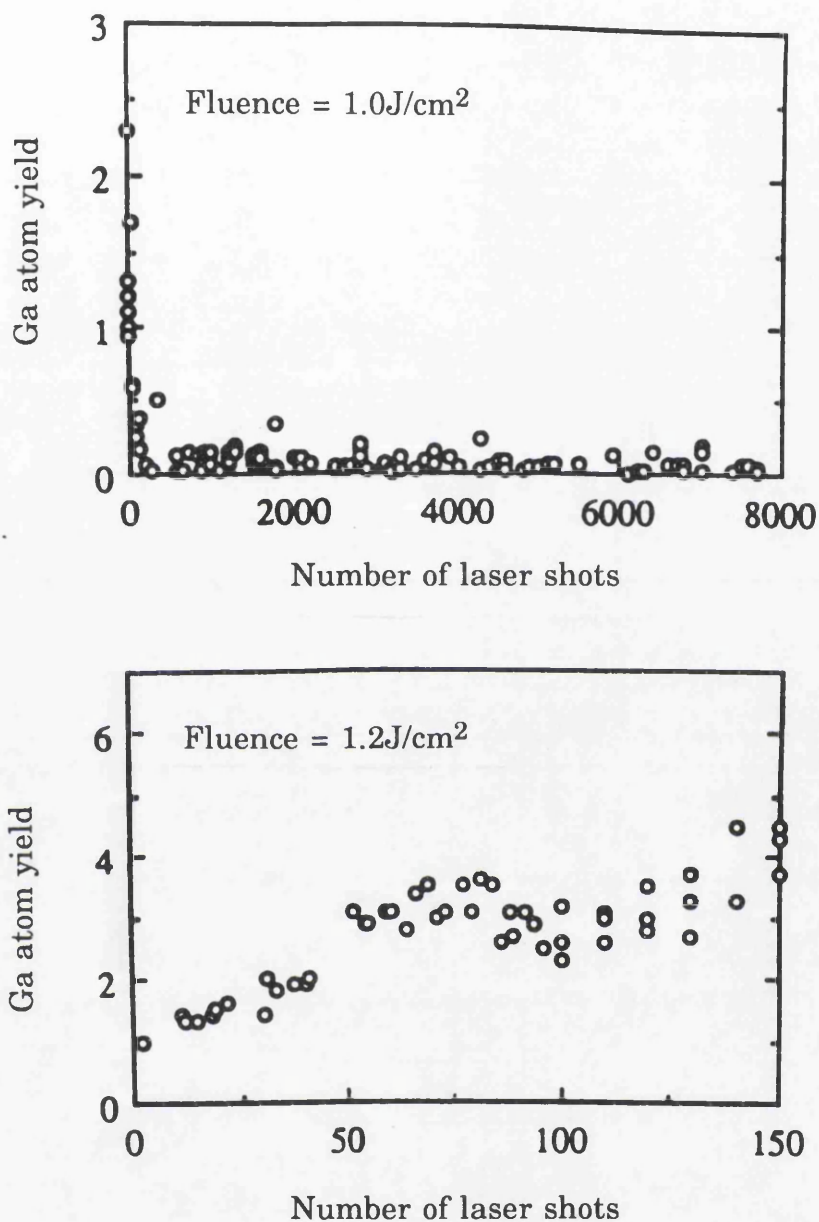 3
Fluence = 1.0J/cm²
2
Ga atom yield
1
0
0 2000 4000 6000 8000
Number of laser shots
6
Fluence = 1.2J/cm²
4
Ga atom yield
2
0
0 50 100 150
Number of laser shots